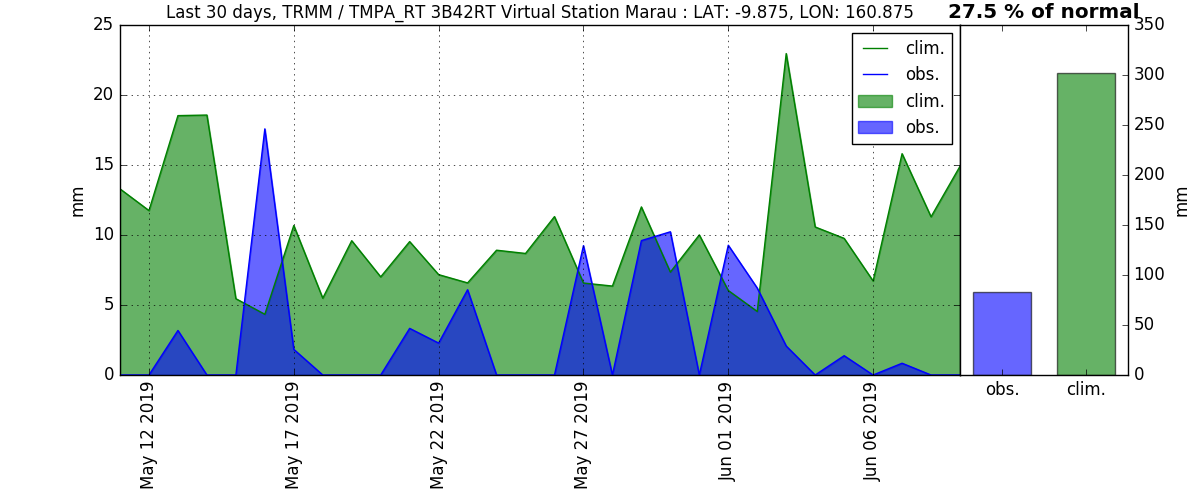 Last 30 days, TRMM / TMPA_RT 3B42RT Virtual Station Marau : LAT: -9.875, LON: 160.875
27.5 % of normal
25
20
15
10
5
0
mm
clim.
obs.
clim.
obs.
May 12 2019
May 17 2019
May 22 2019
May 27 2019
Jun 01 2019
Jun 06 2019
350
300
250
200
150
100
50
0
mm
obs.
clim.